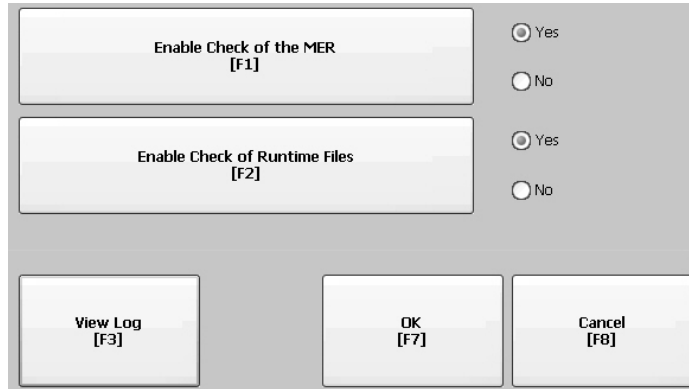 Enable Check of the MER
[F1]
Yes
No
Enable Check of Runtime Files
[F2]
Yes
No
View Log
[F3]
OK
[F7]
Cancel
[F8]